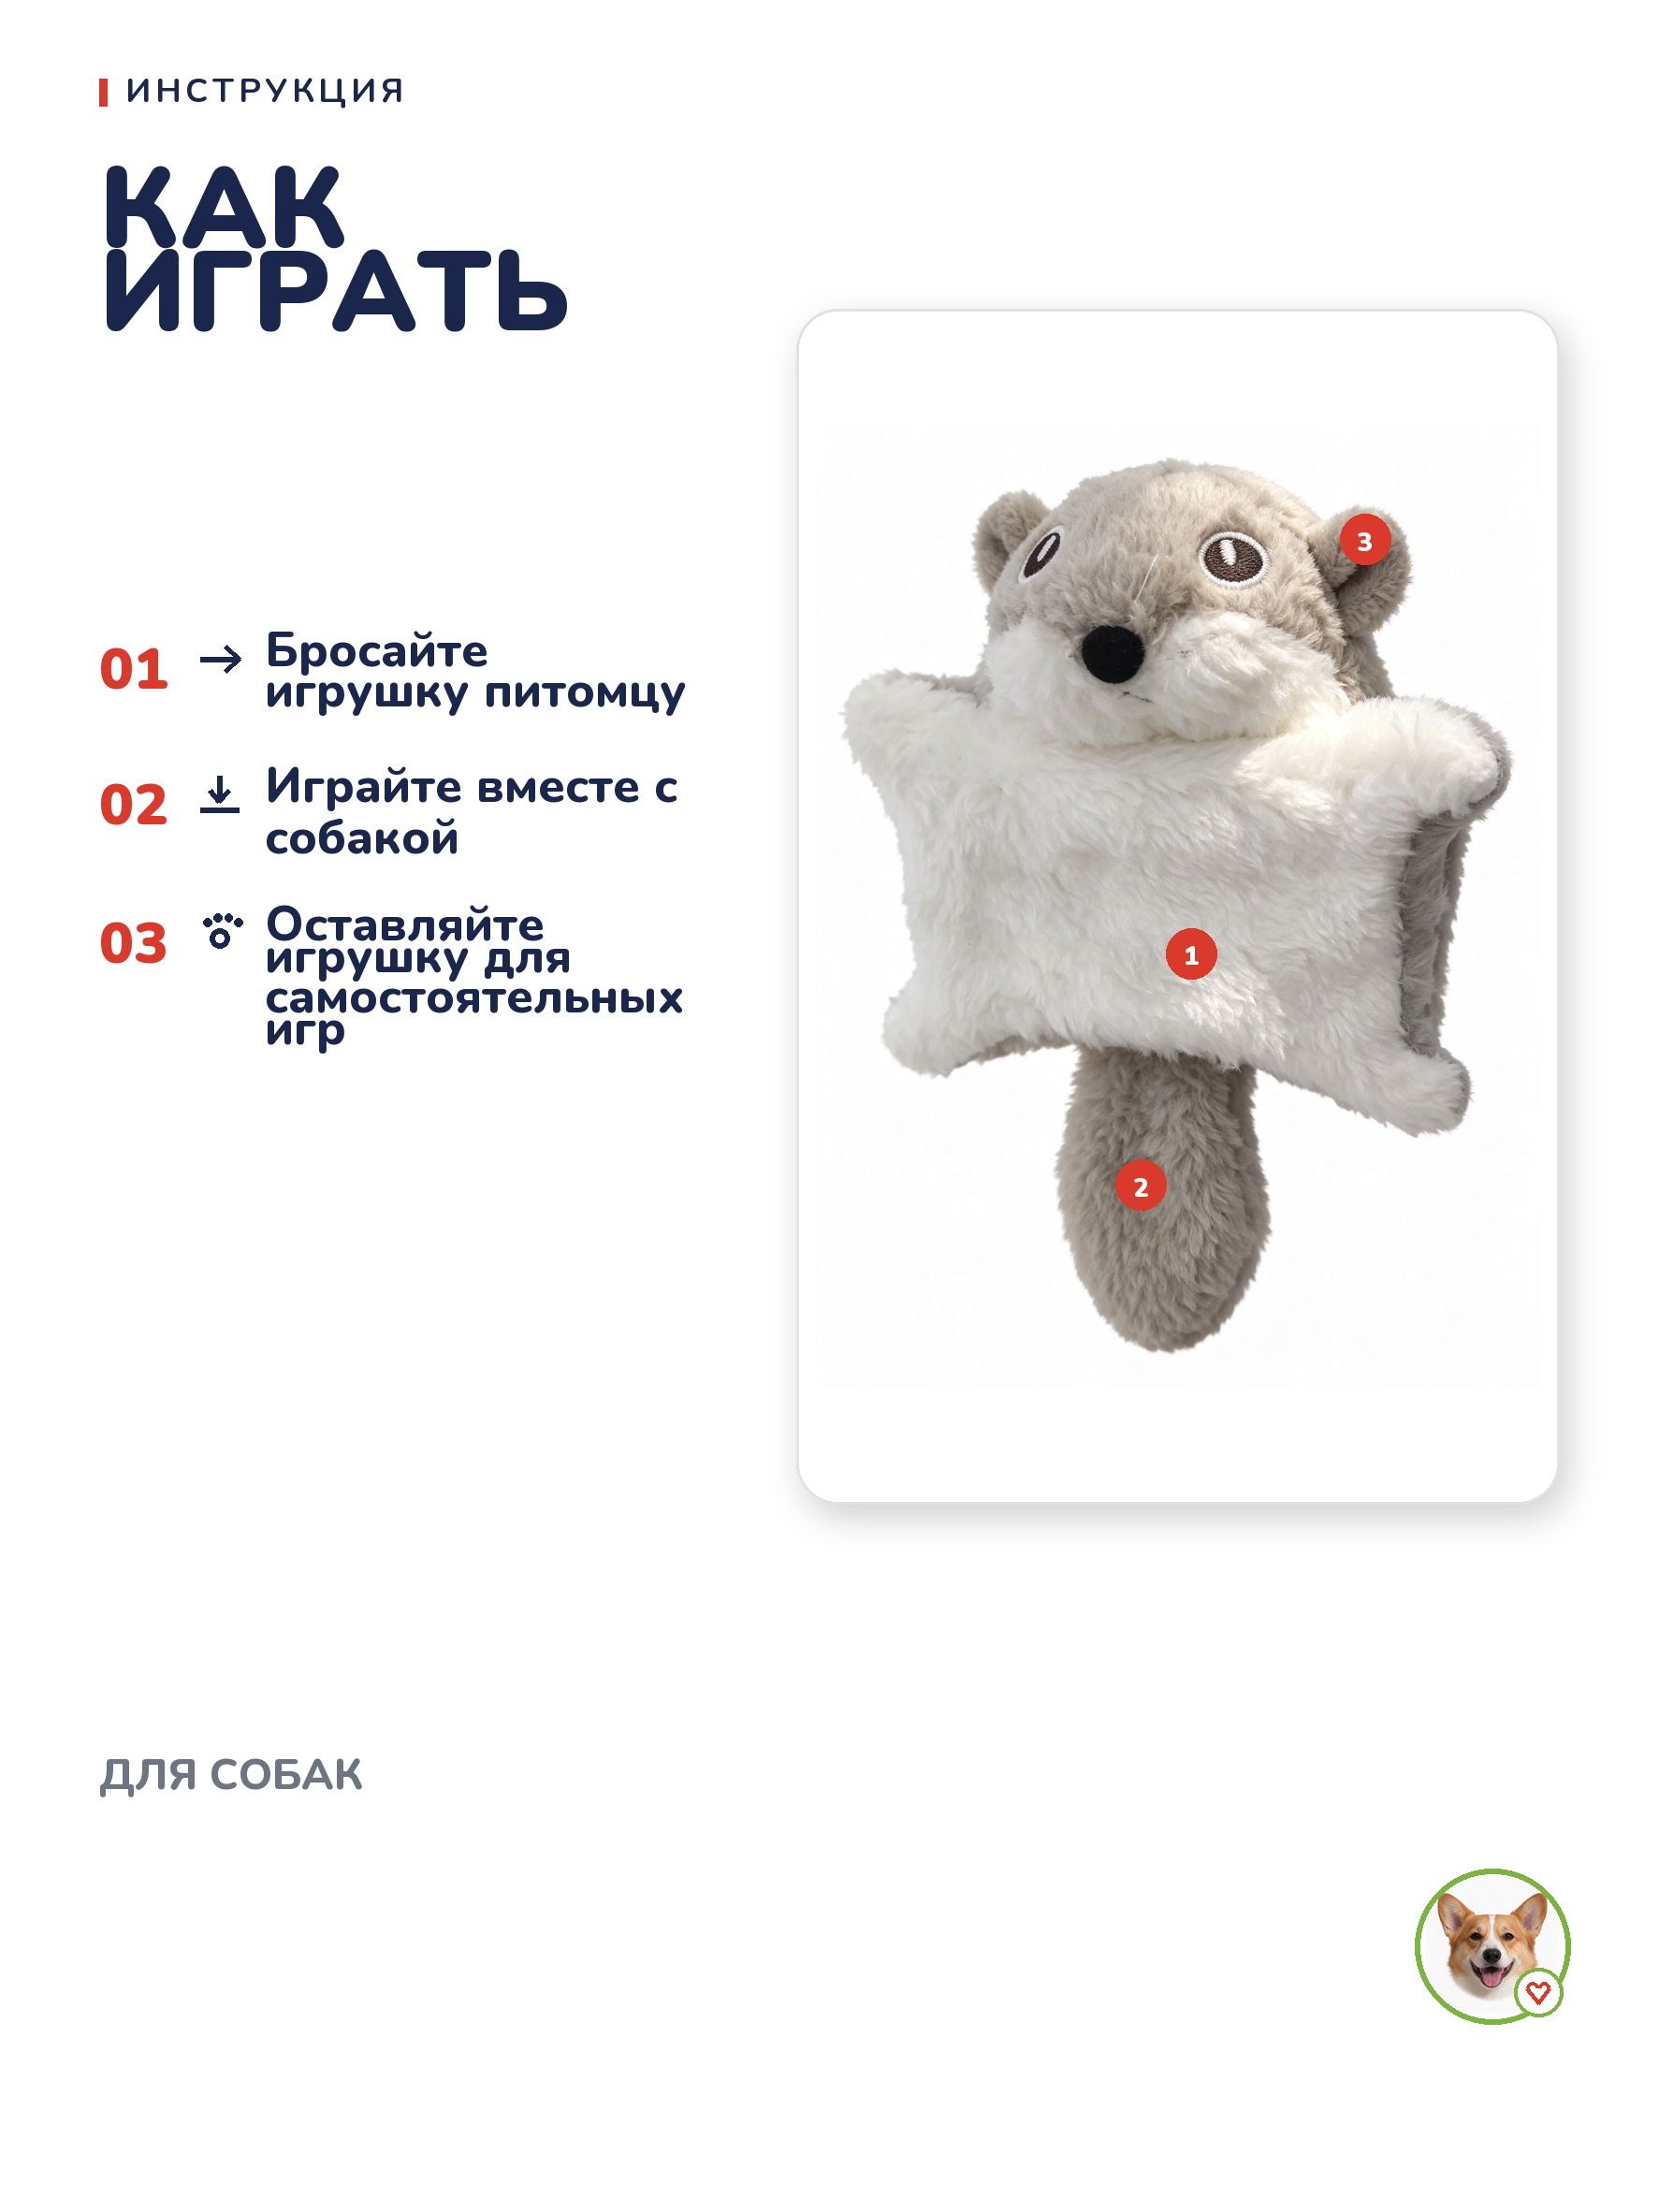 ИНСТРУКЦИЯ
КАК
ИГРАТЬ
01 Бросайте
игрушку питомцу
02 Играйте вместе с
собакой
03 Оставляйте
игрушку для
самостоятельных
игр
3
1
2
ДЛЯ СОБАК